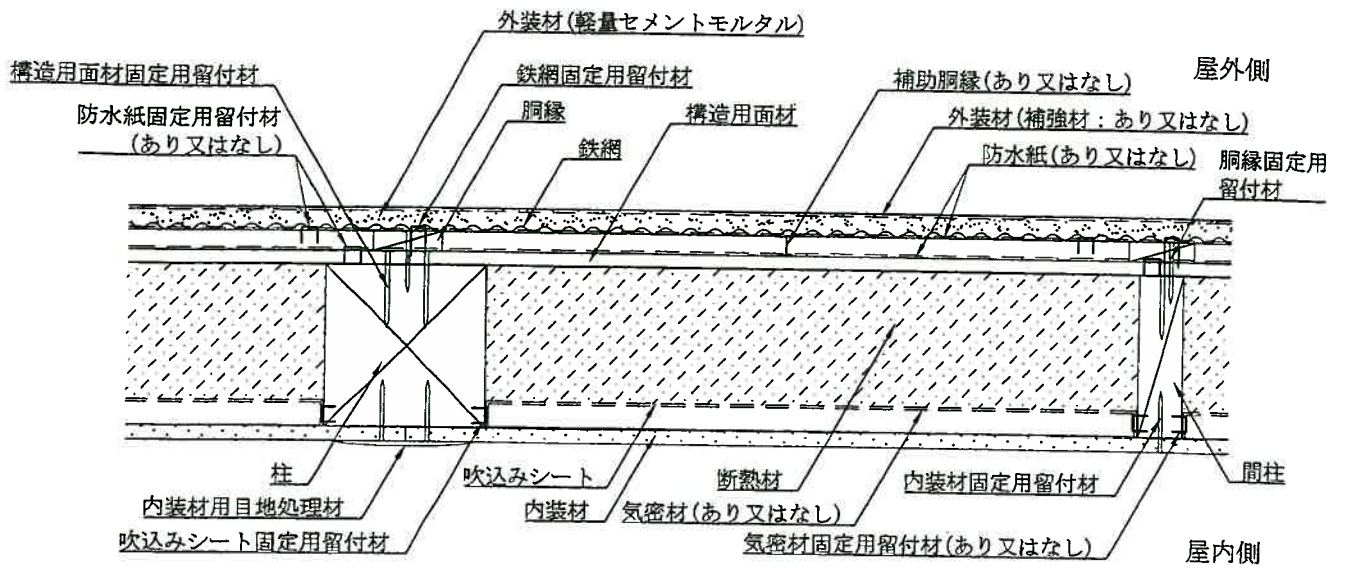 外装材(軽量セメントモルタル)
構造用面材固定用留付材
鉄網固定用留付材
補助胴縁(あり又はなし)
屋外側
防水紙固定用留付材
(あり又はなし)
胴縁
構造用面材
外装材(補強材：あり又はなし)
鉄網
防水紙(あり又はなし)
胴縁固定用
留付材
柱
吹込みシート
断熱材
内装材固定用留付材
間柱
内装材用目地処理材
内装材
気密材(あり又はなし)
吹込みシート固定用留付材
気密材固定用留付材(あり又はなし)
屋内側